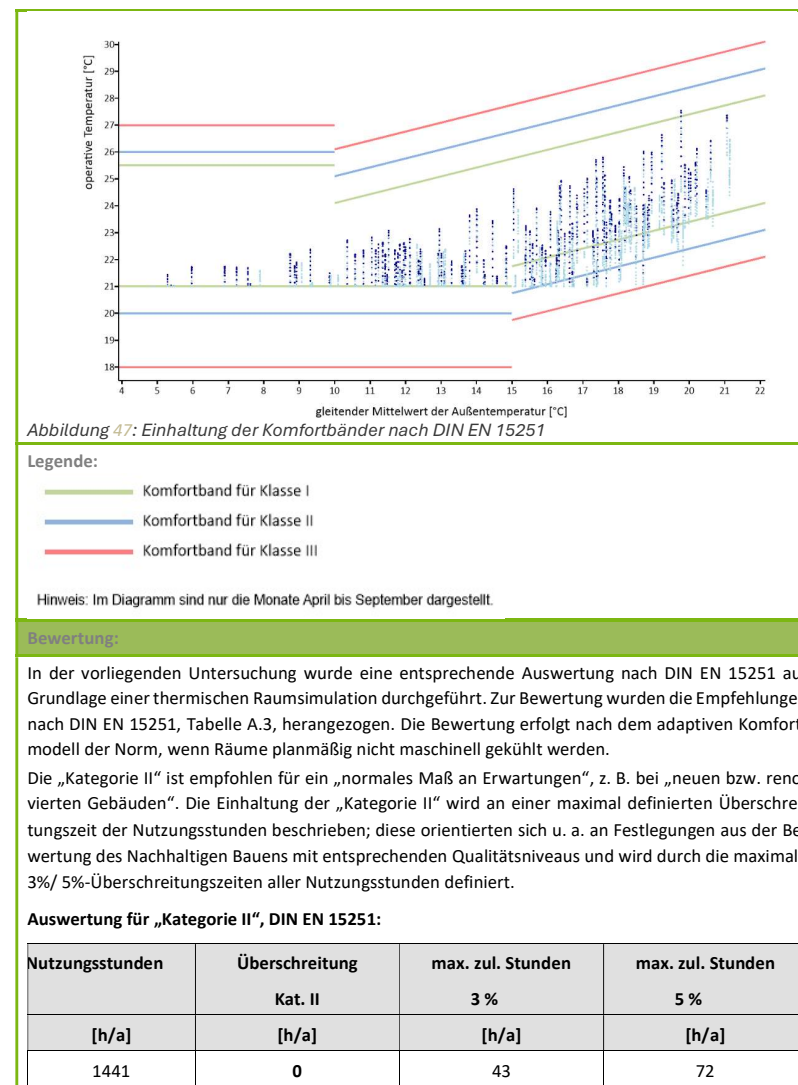 30
29
28
27
26
25
24
23
22
21
20
19
18
operative Temperatur [°C]
4 5 6 7 8 9 10 11 12 13 14 15 16 17 18 19 20 21 22
gleitender Mittelwert der Außentemperatur [°C]
Abbildung 47: Einhaltung der Komfortbänder nach DIN EN 15251
Legende:
Komfortband für Klasse I
Komfortband für Klasse II
Komfortband für Klasse III
Hinweis: Im Diagramm sind nur die Monate April bis September dargestellt.
Bewertung:
In der vorliegenden Untersuchung wurde eine entsprechende Auswertung nach DIN EN 15251 au
Grundlage einer thermischen Raumsimulation durchgeführt. Zur Bewertung wurden die Empfehlunge
nach DIN EN 15251, Tabelle A.3, herangezogen. Die Bewertung erfolgt nach dem adaptiven Komfort
modell der Norm, wenn Räume planmäßig nicht maschinell gekühlt werden.
Die „Kategorie II“ ist empfohlen für ein „normales Maß an Erwartungen“, z. B. bei „neuen bzw. reno
vierten Gebäuden“. Die Einhaltung der „Kategorie II“ wird an einer maximal definierten Überschrei
tungszeit der Nutzungsstunden beschrieben; diese orientierten sich u. a. an Festlegungen aus der Be
wertung des Nachhaltigen Bauens mit entsprechenden Qualitätsniveaus und wird durch die maximal
3%/ 5%-Überschreitungszeiten aller Nutzungsstunden definiert.
Auswertung für „Kategorie II“, DIN EN 15251:
Nutzungsstunden Überschreitung max. zul. Stunden max. zul. Stunden
Kat. II 3 % 5 %
[h/a] [h/a] [h/a] [h/a]
1441 0 43 72